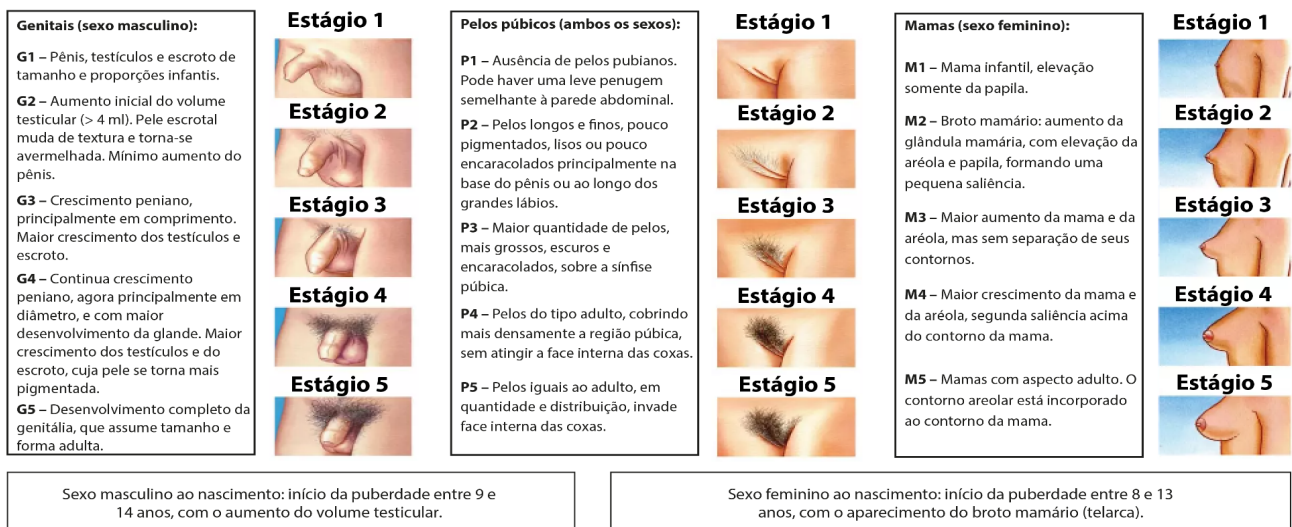 Genitais (sexo masculino):
G1 – Pênis, testículos e escroto de
tamanho e proporções infantis.
G2 – Aumento inicial do volume
testicular (> 4 ml). Pele escrotal
muda de textura e torna-se
avermelhada. Mínimo aumento do
pênis.
G3 – Crescimento peniano,
principalmente em comprimento.
Maior crescimento dos testículos e
escroto.
G4 – Continua crescimento
peniano, agora principalmente em
diâmetro, e com maior
desenvolvimento da glande. Maior
crescimento dos testículos e do
escroto, cuja pele se torna mais
pigmentada.
G5 – Desenvolvimento completo da
genitália, que assume tamanho e
forma adulta.
Estágio 1
Estágio 2
Estágio 3
Estágio 4
Estágio 5
Pelos púbicos (ambos os sexos):
P1 – Ausência de pelos pubianos.
Pode haver uma leve penugem
semelhante à parede abdominal.
P2 – Pelos longos e finos, pouco
pigmentados, lisos ou pouco
encaracolados principalmente na
base do pênis ou ao longo dos
grandes lábios.
P3 – Maior quantidade de pelos,
mais grossos, escuros e
encaracolados, sobre a sínfise
púbica.
P4 – Pelos do tipo adulto, cobrindo
mais densamente a região púbica,
sem atingir a face interna das coxas.
P5 – Pelos iguais ao adulto, em
quantidade e distribuição, invade
face interna das coxas.
Estágio 1
Estágio 2
Estágio 3
Estágio 4
Estágio 5
Mamas (sexo feminino):
M1 – Mama infantil, elevação
somente da papila.
M2 – Broto mamário: aumento da
glândula mamária, com elevação da
aréola e papila, formando uma
pequena saliência.
M3 – Maior aumento da mama e da
aréola, mas sem separação de seus
contornos.
M4 – Maior crescimento da mama e
da aréola, segunda saliência acima
do contorno da mama.
M5 – Mamas com aspecto adulto. O
contorno areolar está incorporado
ao contorno da mama.
Estágio 1
Estágio 2
Estágio 3
Estágio 4
Estágio 5
Sexo masculino ao nascimento: início da puberdade entre 9 e
14 anos, com o aumento do volume testicular.
Sexo feminino ao nascimento: início da puberdade entre 8 e 13
anos, com o aparecimento do broto mamário (telarca).